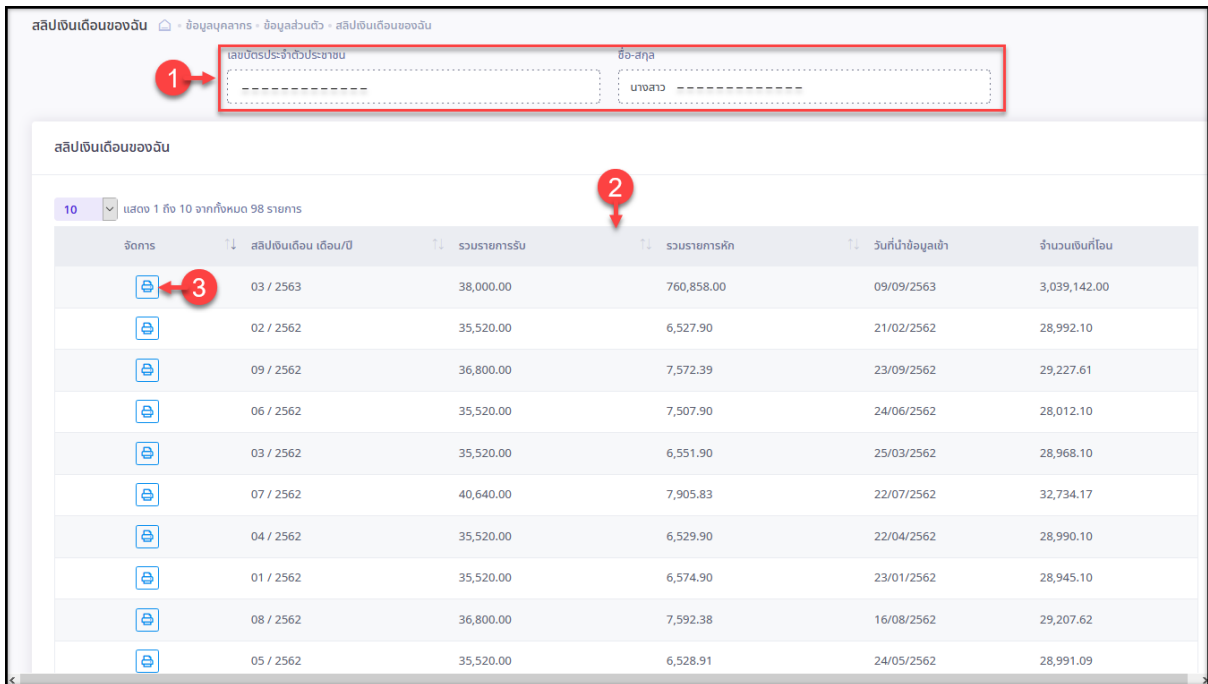 สลิปเงินเดือนของฉัน ข้อมูลบุคลากร ข้อมูลส่วนตัว สลิปเงินเดือนของฉัน
เลขบัตรประจำตัวประชาชน ชื่อ-สกุล
1
------------- นางสาว -------------
สลิปเงินเดือนของฉัน
2
10 แสดง 1 ถึง 10 จากทั้งหมด 98 รายการ
จัดการ สลิปเงินเดือน เดือน/ปี รวมรายการรับ รวมรายการหัก วันที่นำข้อมูลเข้า จำนวนเงินที่โอน
3 03 / 2563 38,000.00 760,858.00 09/09/2563 3,039,142.00
02 / 2562 35,520.00 6,527.90 21/02/2562 28,992.10
09 / 2562 36,800.00 7,572.39 23/09/2562 29,227.61
06 / 2562 35,520.00 7,507.90 24/06/2562 28,012.10
03 / 2562 35,520.00 6,551.90 25/03/2562 28,968.10
07 / 2562 40,640.00 7,905.83 22/07/2562 32,734.17
04 / 2562 35,520.00 6,529.90 22/04/2562 28,990.10
01 / 2562 35,520.00 6,574.90 23/01/2562 28,945.10
08 / 2562 36,800.00 7,592.38 16/08/2562 29,207.62
05 / 2562 35,520.00 6,528.91 24/05/2562 28,991.09